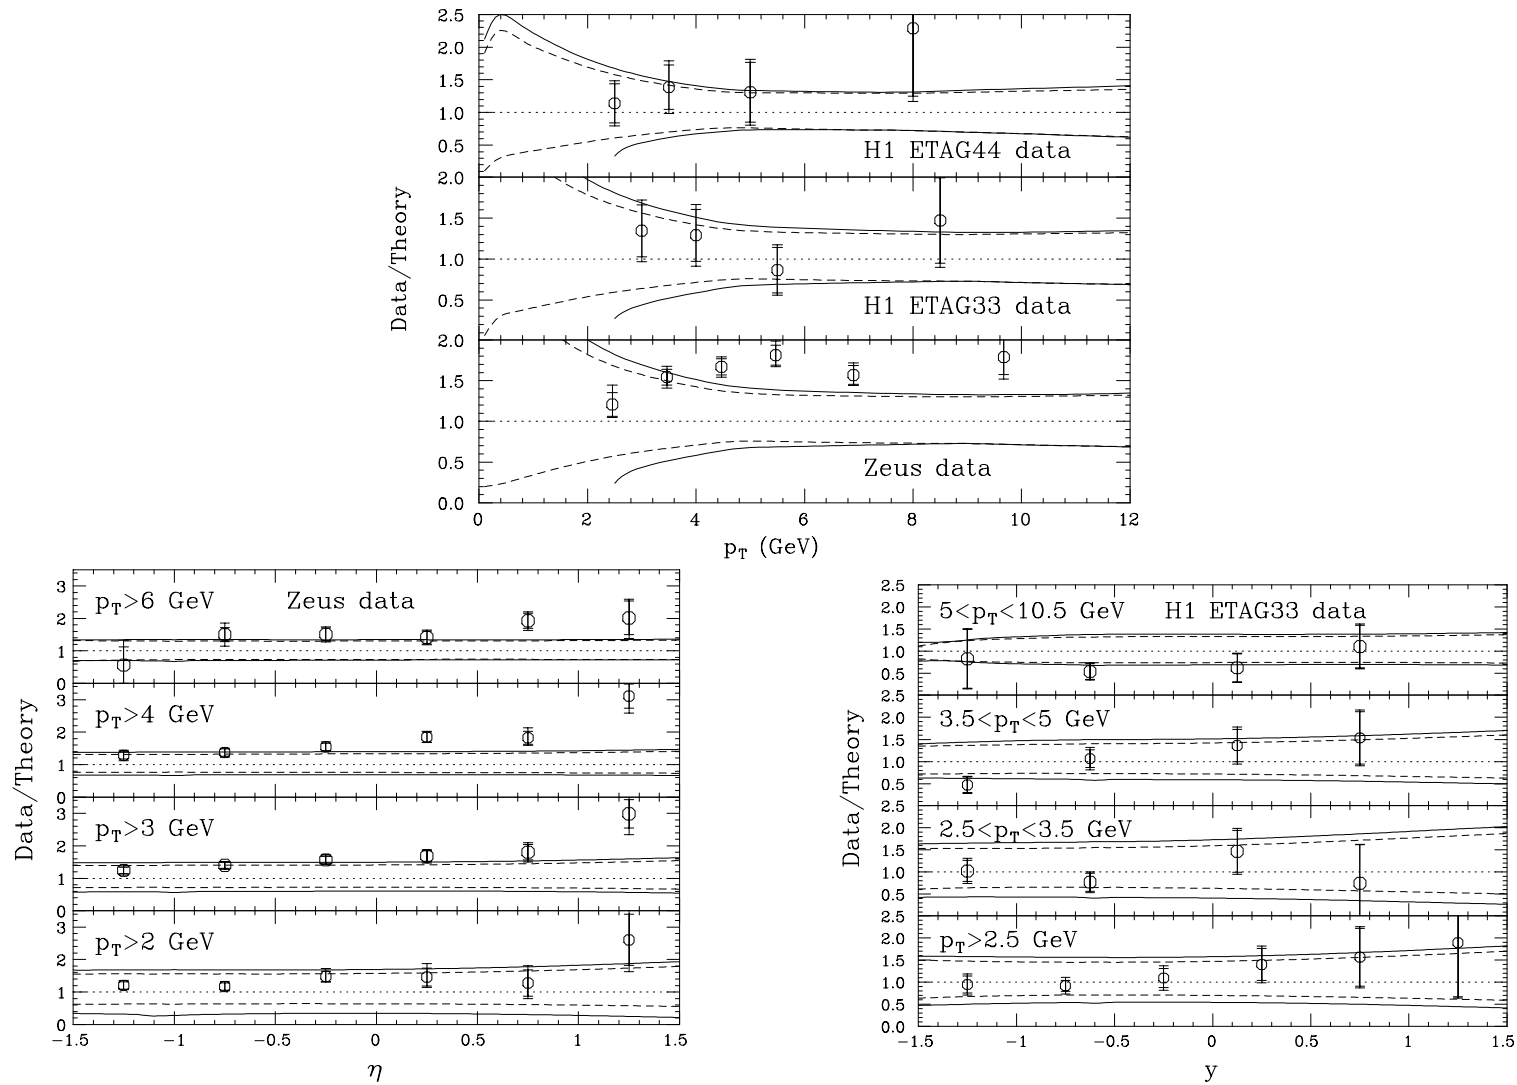 2.5
2.0
1.5
1.0
0.5
H1 ETAG44 data
2.0
1.5
1.0
0.5
H1 ETAG33 data
Data/Theory
2.0
1.5
1.0
0.5
0.0
Zeus data
0 2 4 6 8 10 12
p_T (GeV)
3
2
1
0
p_T>6 GeV Zeus data
3
2
1
0
p_T>4 GeV
3
2
1
0
p_T>3 GeV
3
2
1
0
p_T>2 GeV
Data/Theory
−1.5 −1 −0.5 0 0.5 1 1.5
η
2.5
2.0
1.5
1.0
0.5
5<p_T<10.5 GeV H1 ETAG33 data
2.5
2.0
1.5
1.0
0.5
3.5<p_T<5 GeV
2.5
2.0
1.5
1.0
0.5
2.5<p_T<3.5 GeV
2.5
2.0
1.5
1.0
0.5
0.0
p_T>2.5 GeV
Data/Theory
−1.5 −1 −0.5 0 0.5 1 1.5
y